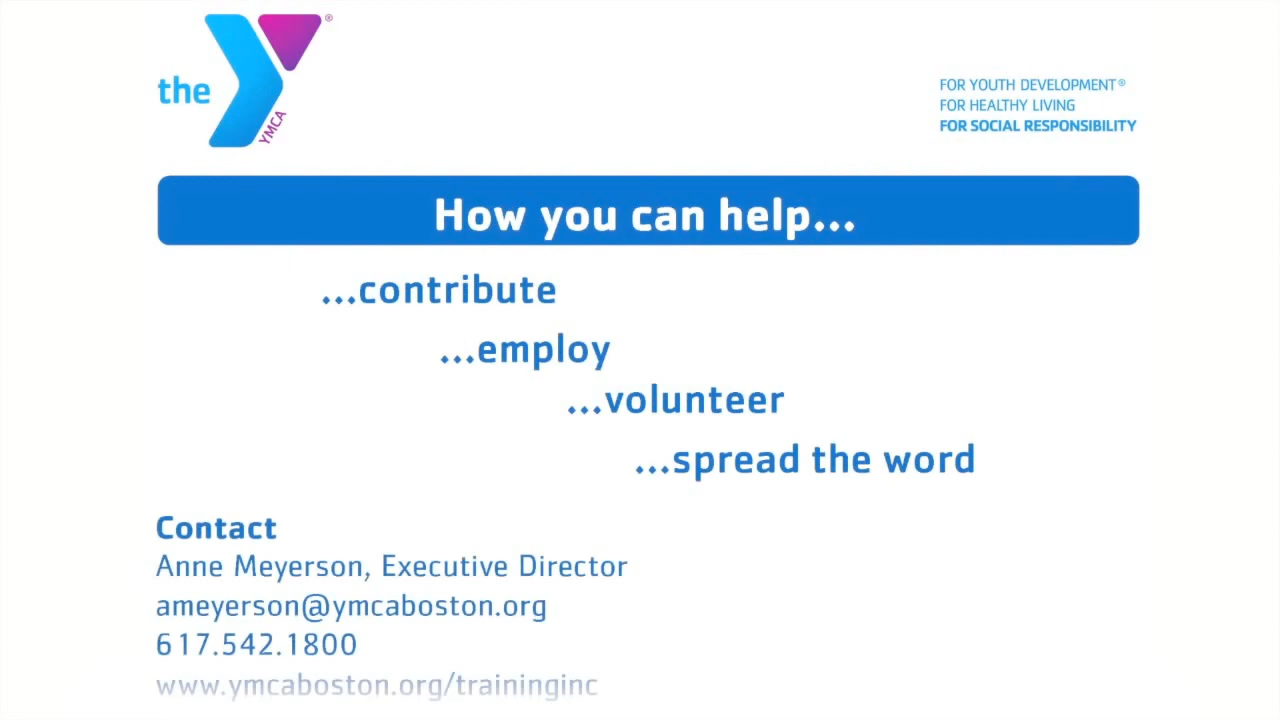 the
YMCA
®
FOR YOUTH DEVELOPMENT®
FOR HEALTHY LIVING
FOR SOCIAL RESPONSIBILITY
How you can help...
...contribute
...employ
...volunteer
...spread the word
Contact
Anne Meyerson, Executive Director
ameyerson@ymcaboston.org
617.542.1800
www.ymcaboston.org/traininginc